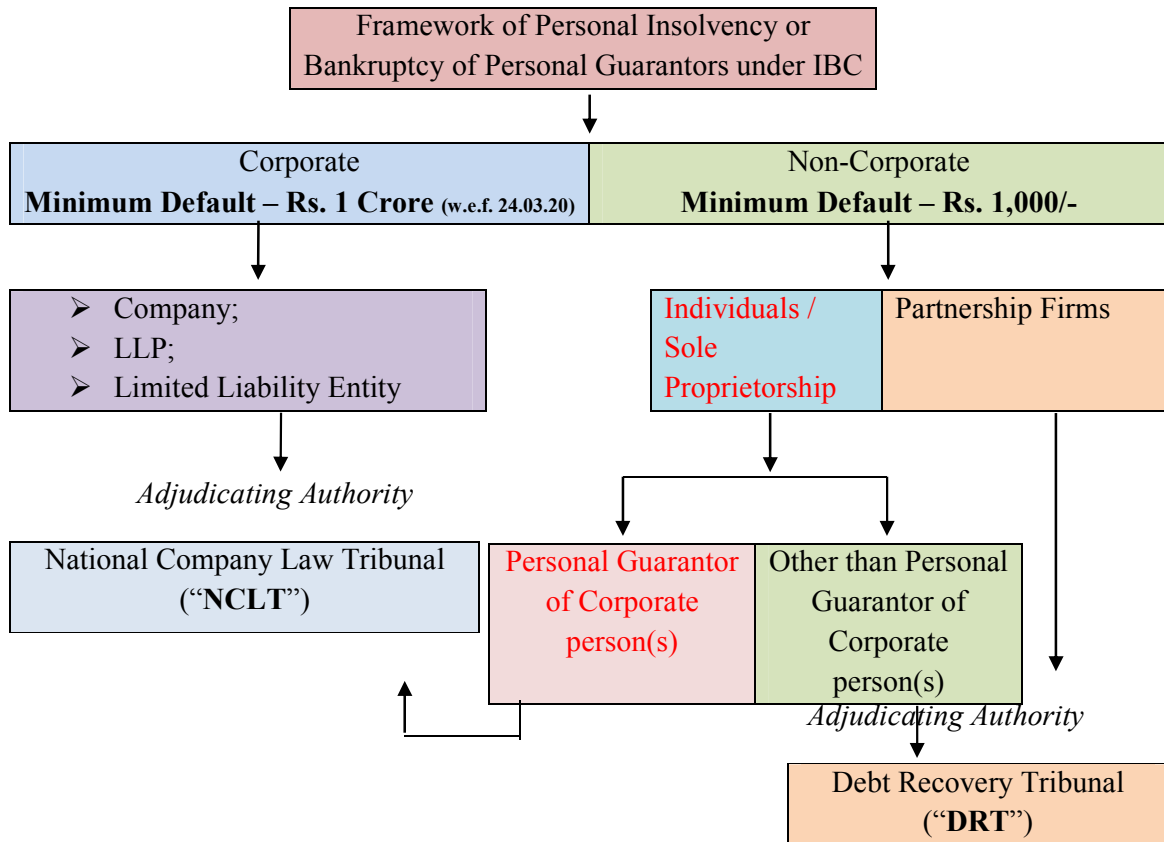 Framework of Personal Insolvency or
Bankruptcy of Personal Guarantors under IBC
Corporate
Minimum Default – Rs. 1 Crore (w.e.f. 24.03.20)
Non-Corporate
Minimum Default – Rs. 1,000/-
➢ Company;
➢ LLP;
➢ Limited Liability Entity
Individuals /
Sole
Proprietorship
Partnership Firms
Adjudicating Authority
National Company Law Tribunal
(“NCLT”)
Personal Guarantor
of Corporate
person(s)
Other than Personal
Guarantor of
Corporate
person(s)
Adjudicating Authority
Debt Recovery Tribunal
(“DRT”)